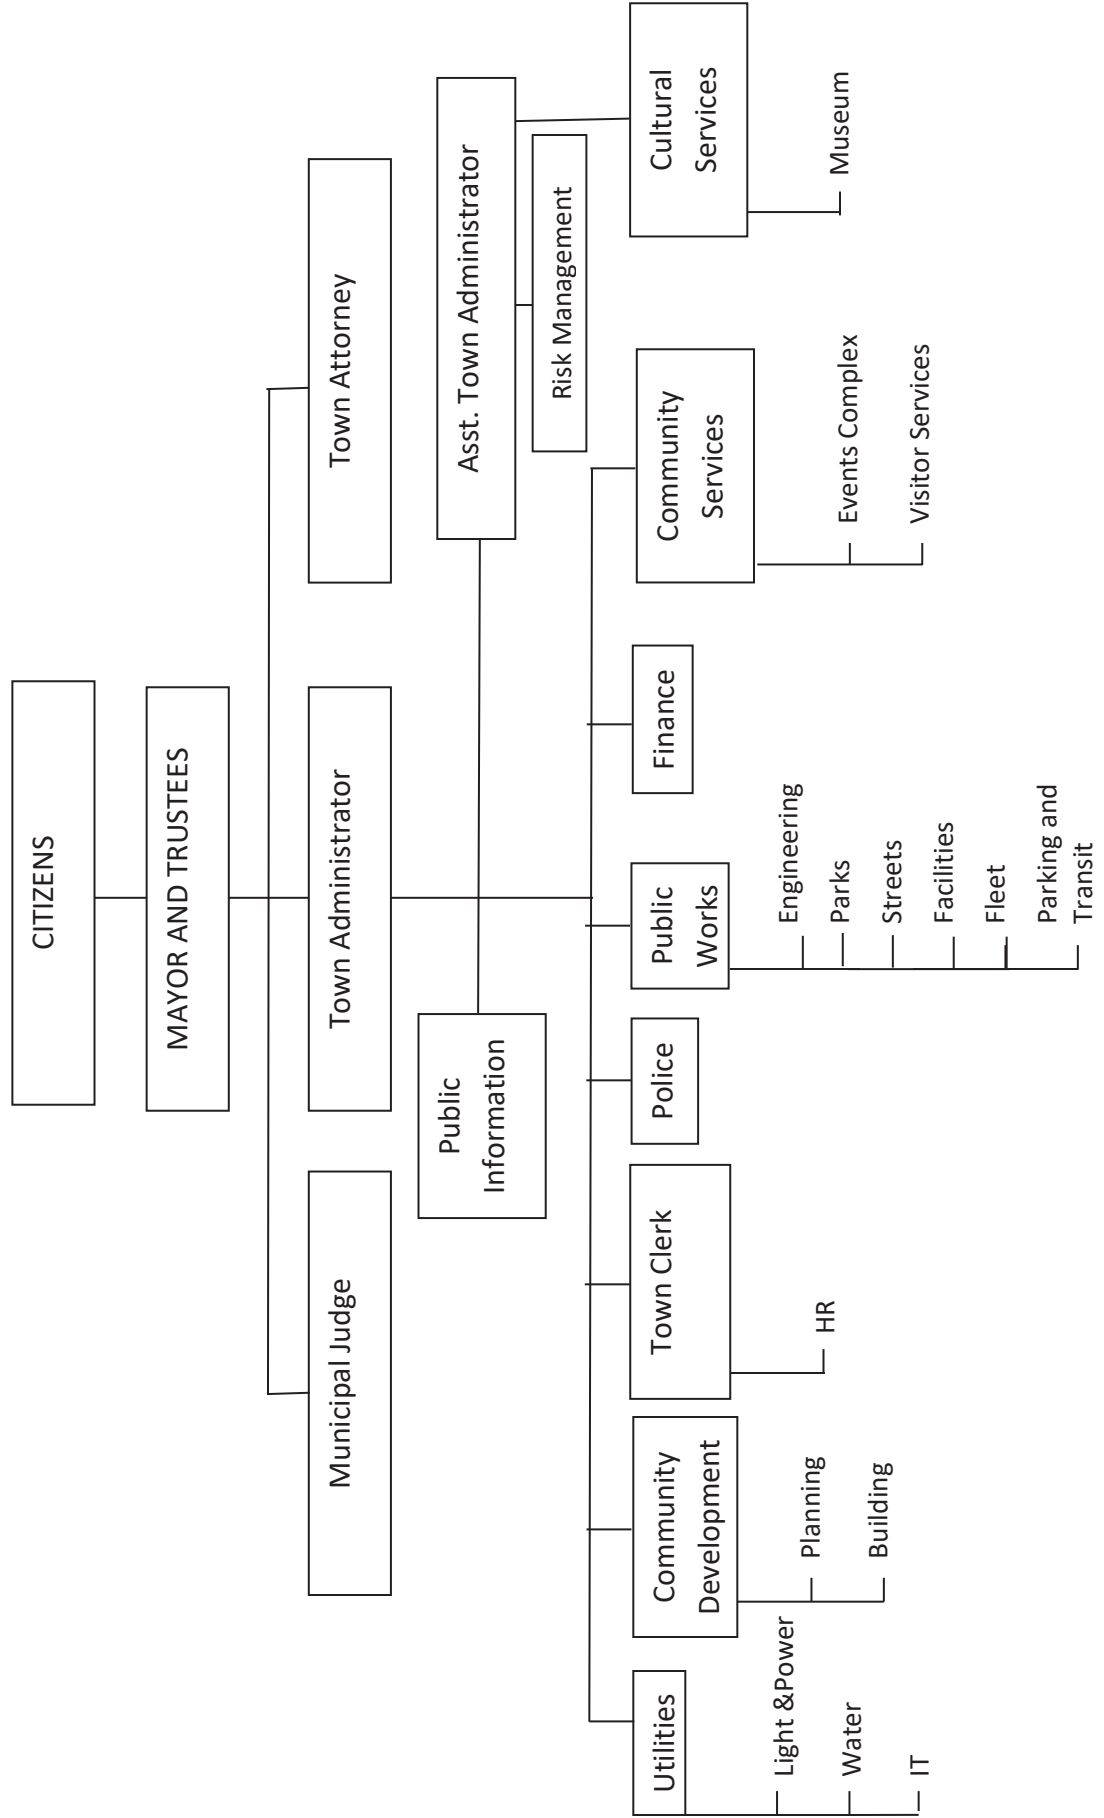 CITIZENS
MAYOR AND TRUSTEES
Municipal Judge
Town Administrator
Town Attorney
Public
Information
Asst. Town Administrator
Risk Management
Utilities
Light &Power
Water
IT
Community
Development
Planning
Building
Town Clerk
HR
Police
Public
Works
Engineering
Parks
Streets
Facilities
Fleet
Parking and
Transit
Finance
Community
Services
Events Complex
Visitor Services
Cultural
Services
Museum